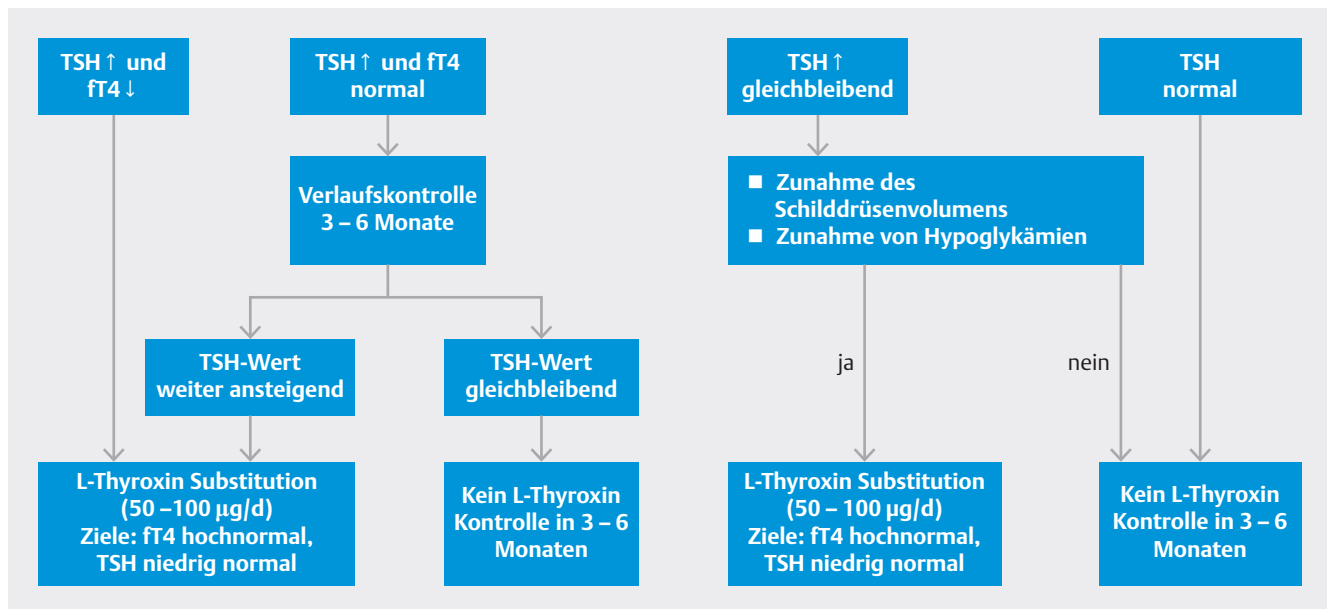 TSH ↑ und
fT4 ↓
TSH ↑ und fT4
normal
TSH ↑
gleichbleibend
TSH
normal
Verlaufskontrolle
3 – 6 Monate
■ Zunahme des
Schilddrüsenvolumens
■ Zunahme von Hypoglykämien
TSH-Wert
weiter ansteigend
TSH-Wert
gleichbleibend
ja
nein
L-Thyroxin Substitution
(50 –100 μg/d)
Ziele: fT4 hochnormal,
TSH niedrig normal
Kein L-Thyroxin
Kontrolle in 3 – 6
Monaten
L-Thyroxin Substitution
(50 – 100 µg/d)
Ziele: fT4 hochnormal,
TSH niedrig normal
Kein L-Thyroxin
Kontrolle in 3 – 6
Monaten